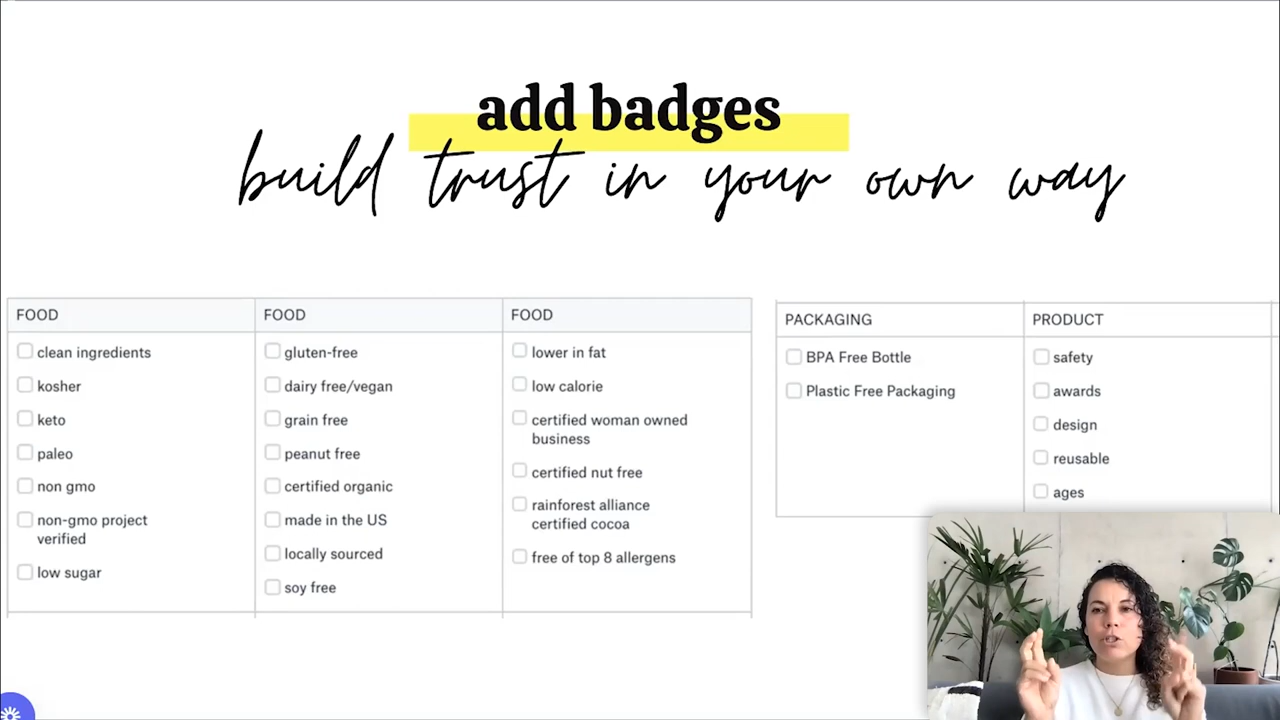 add badges
build trust in your own way
FOOD
clean ingredients
kosher
keto
paleo
non gmo
non-gmo project
verified
low sugar
FOOD
gluten-free
dairy free/vegan
grain free
peanut free
certified organic
made in the US
locally sourced
soy free
FOOD
lower in fat
low calorie
certified woman owned
business
certified nut free
rainforest alliance
certified cocoa
free of top 8 allergens
PACKAGING
BPA Free Bottle
Plastic Free Packaging
PRODUCT
safety
awards
design
reusable
ages